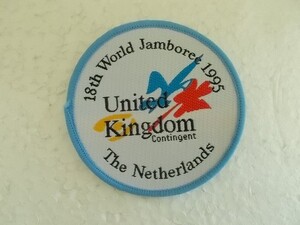 18th World Jamboree 1995
United
Kingdom
Contingent
The Netherlands